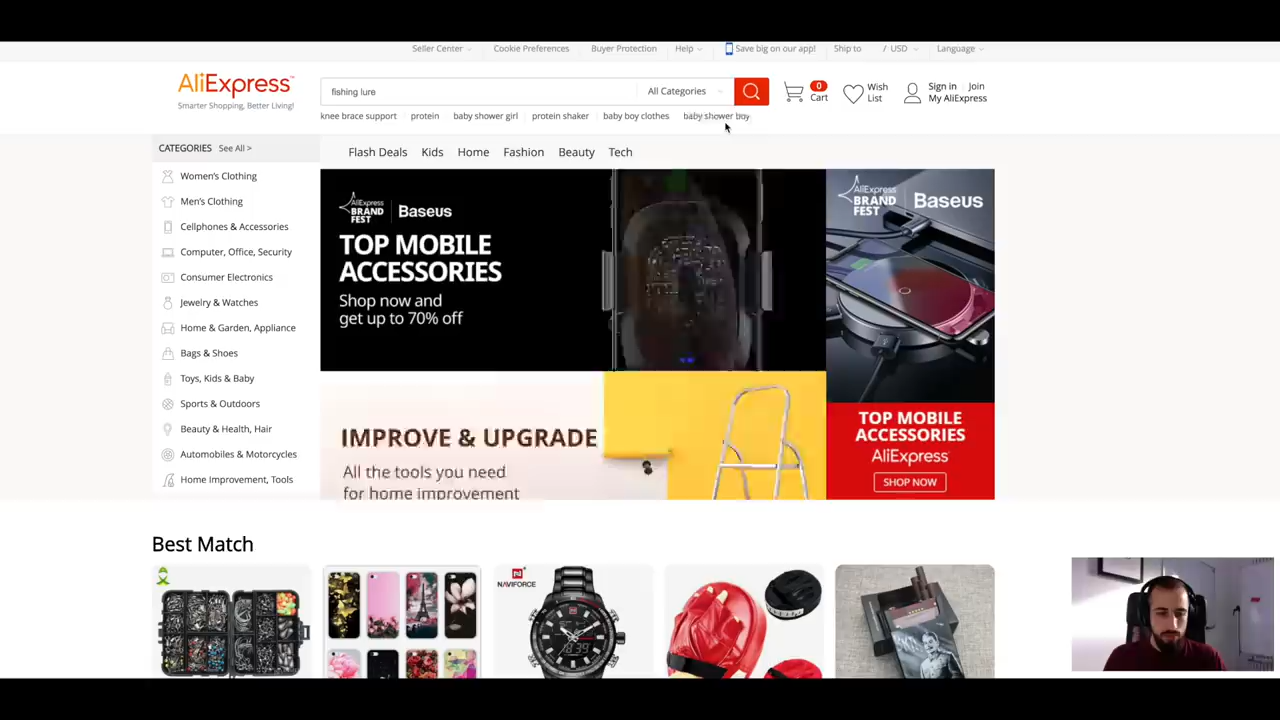 Seller Center
Cookie Preferences
Buyer Protection
Help
Save big on our app!
Ship to
/ USD
Language
AliExpress™
Smarter Shopping, Better Living!
fishing lure
All Categories
0
Cart
Wish
List
Sign in Join
My AliExpress
knee brace support
protein
baby shower girl
protein shaker
baby boy clothes
baby shower boy
CATEGORIES See All >
Flash Deals
Kids
Home
Fashion
Beauty
Tech
Women's Clothing
Men's Clothing
Cellphones & Accessories
Computer, Office, Security
Consumer Electronics
Jewelry & Watches
Home & Garden, Appliance
Bags & Shoes
Toys, Kids & Baby
Sports & Outdoors
Beauty & Health, Hair
Automobiles & Motorcycles
Home Improvement, Tools
AliExpress
BRAND
FEST
Baseus
TOP MOBILE
ACCESSORIES
Shop now and
get up to 70% off
IMPROVE & UPGRADE
All the tools you need
for home improvement
AliExpress
BRAND
FEST
Baseus
TOP MOBILE
ACCESSORIES
AliExpress
SHOP NOW
Best Match
NAVIFORCE